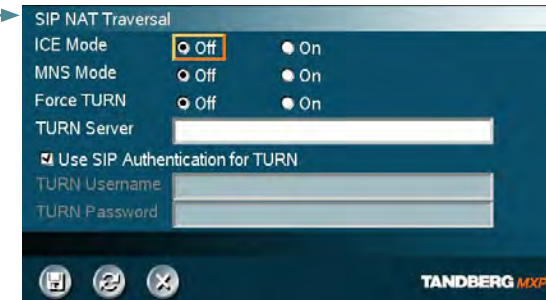 SIP NAT Traversal
ICE Mode Off On
MNS Mode Off On
Force TURN Off On
TURN Server
Use SIP Authentication for TURN
TURN Username
TURN Password
TANDBERG MXP